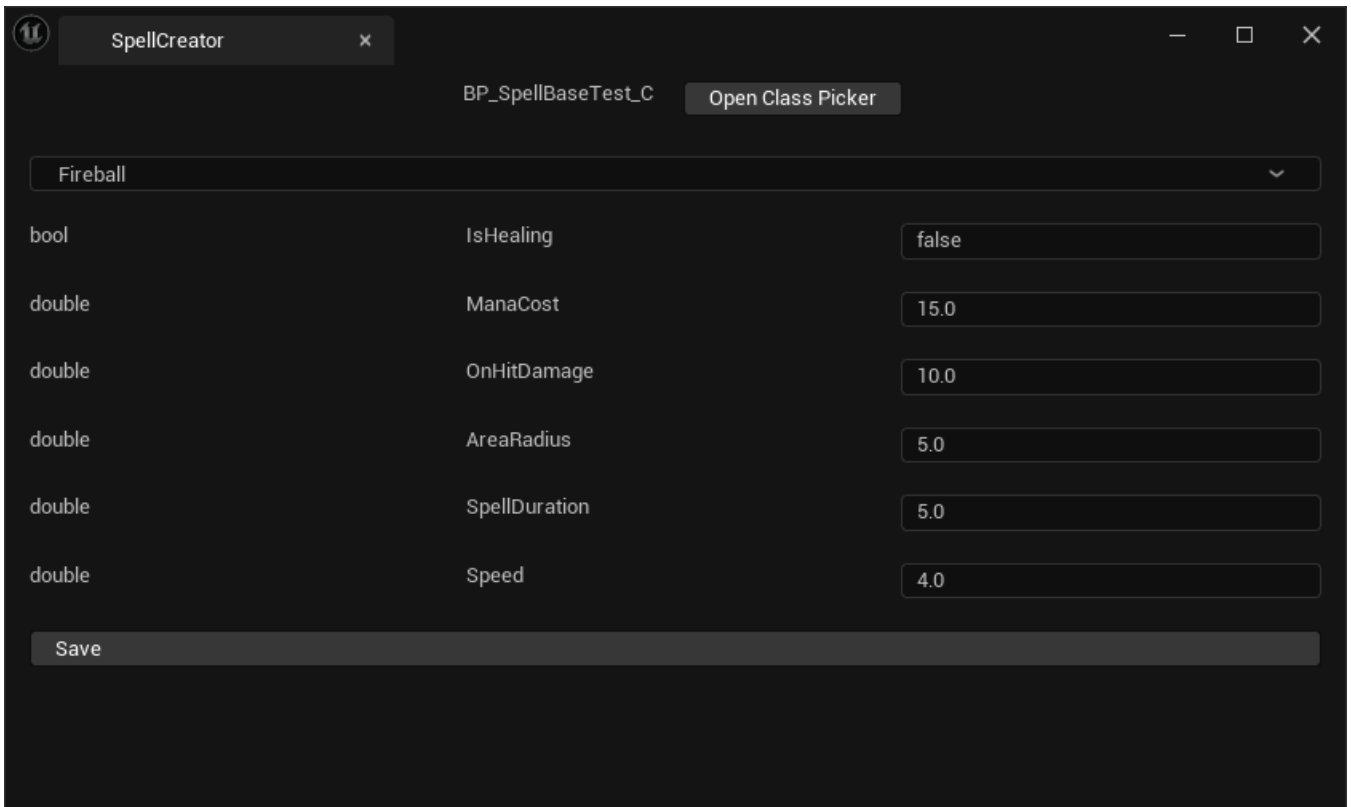 SpellCreator
BP_SpellBaseTest_C Open Class Picker
Fireball
bool IsHealing false
double ManaCost 15.0
double OnHitDamage 10.0
double AreaRadius 5.0
double SpellDuration 5.0
double Speed 4.0
Save